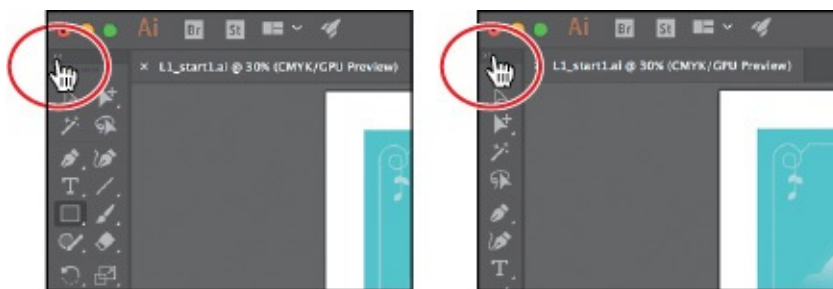 Ai Br St
× L1_start1.ai @ 30% (CMYK/GPU Preview)
T
Ai Br St
L1_start1.ai @ 30% (CMYK/GPU Preview)
T